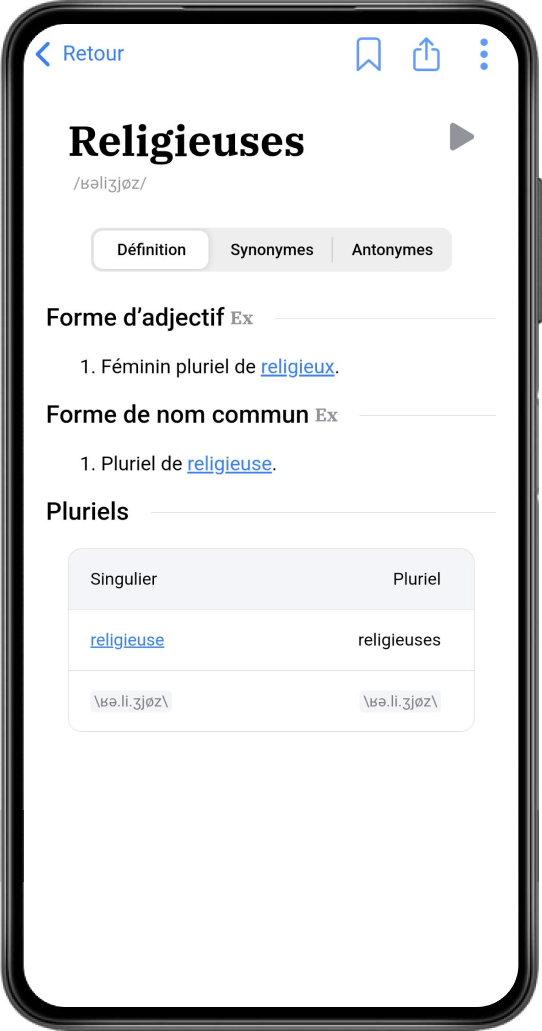 Retour
Religieuses
/ʁəliʒjøz/
Définition Synonymes Antonymes
Forme d’adjectif Ex
1. Féminin pluriel de religieux.
Forme de nom commun Ex
1. Pluriel de religieuse.
Pluriels
Singulier Pluriel
religieuse religieuses
\ʁə.li.ʒjøz\ \ʁə.li.ʒjøz\